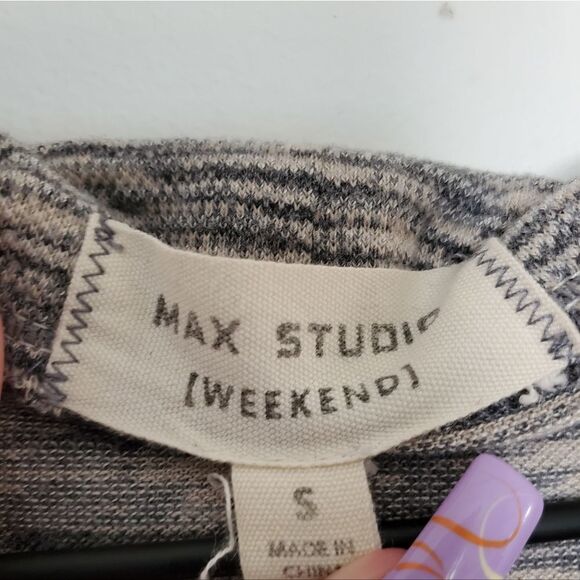 MAX STUDIO
[WEEKEND]
S
MADE IN
CHINA